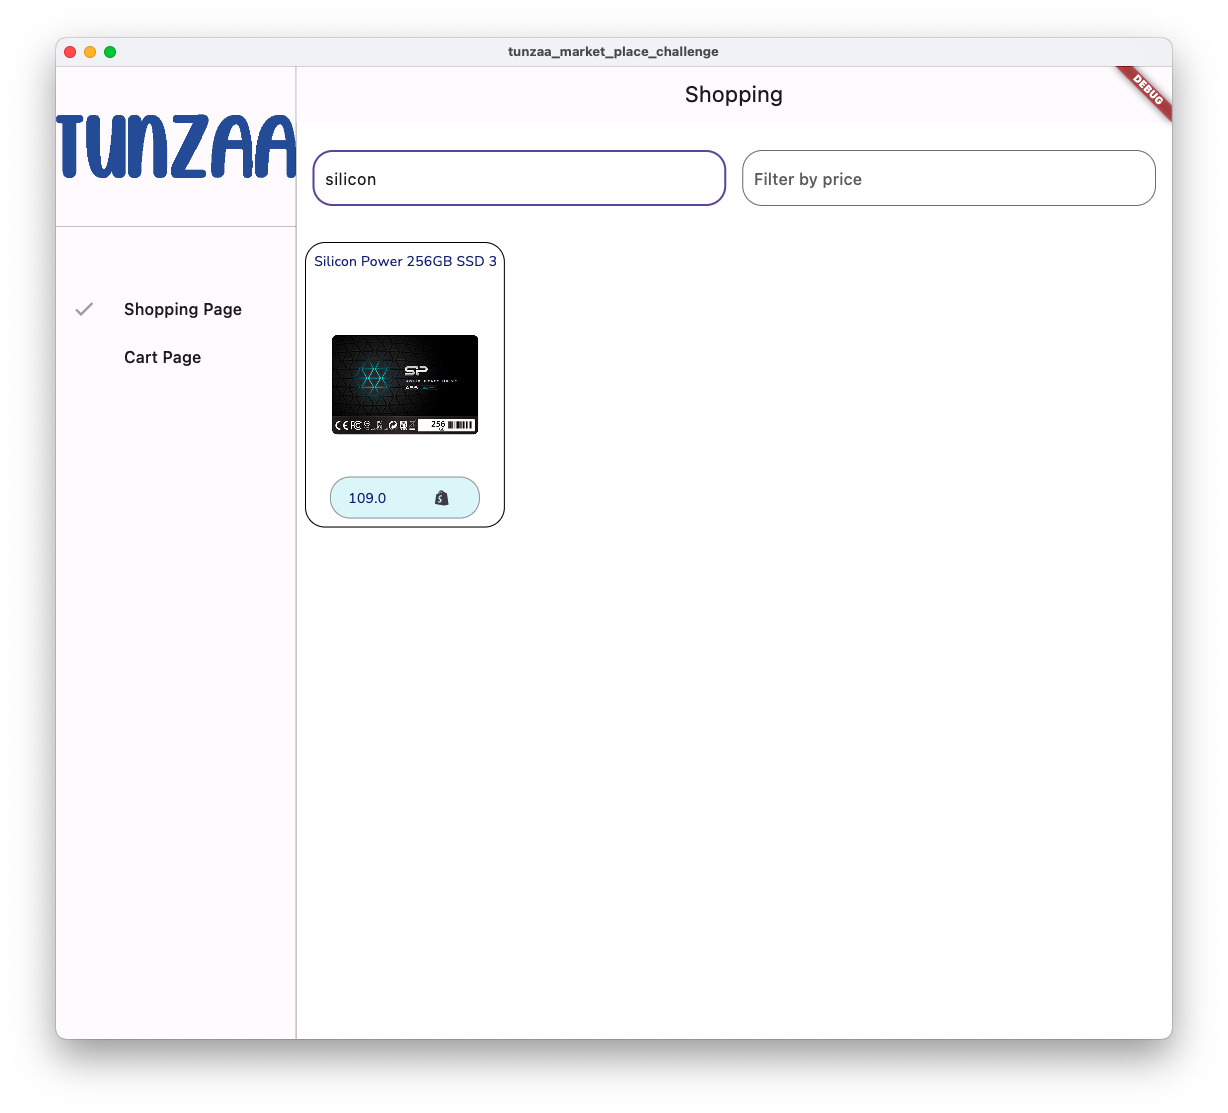 tunzaa_market_place_challenge
TUNZAA
Shopping
DEBUG
silicon
Filter by price
Shopping Page
Cart Page
Silicon Power 256GB SSD 3
SP
256
109.0